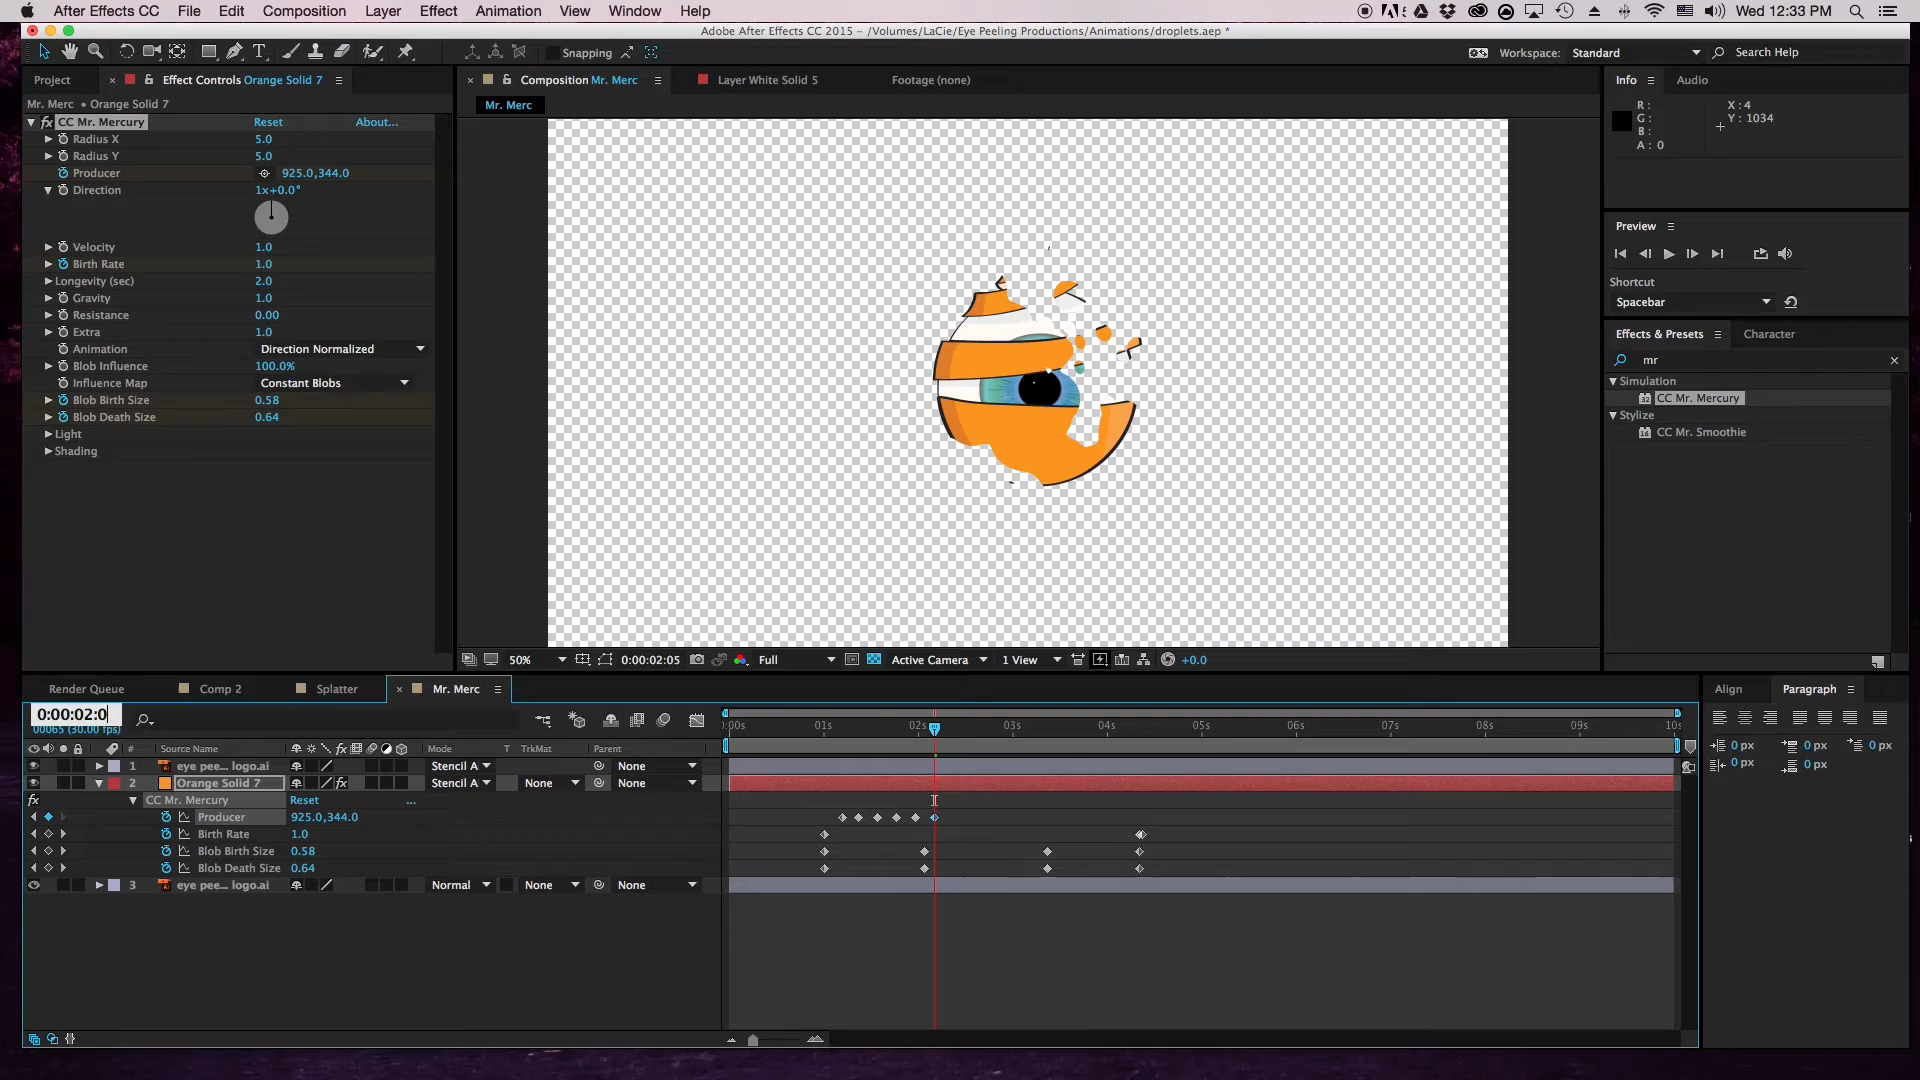 After Effects CC File Edit Composition Layer Effect Animation View Window Help
5 Wed 12:33 PM
Adobe After Effects CC 2015 – /Volumes/LaCie/Eye Peeling Productions/Animations/droplets.aep *
T Snapping Workspace: Standard Search Help
Project × Effect Controls Orange Solid 7
× Composition Mr. Merc Layer White Solid 5 Footage (none)
Info Audio
Mr. Merc • Orange Solid 7
Mr. Merc
R: X: 4
G: Y: 1034
B:
A: 0
fx CC Mr. Mercury Reset About...
Radius X 5.0
Radius Y 5.0
Producer 925.0,344.0
Direction 1x+0.0°
Velocity 1.0
Birth Rate 1.0
Longevity (sec) 2.0
Gravity 1.0
Resistance 0.00
Extra 1.0
Animation Direction Normalized
Blob Influence 100.0%
Influence Map Constant Blobs
Blob Birth Size 0.58
Blob Death Size 0.64
Light
Shading
Preview
Shortcut
Spacebar
Effects & Presets Character
mr ×
Simulation
32 CC Mr. Mercury
Stylize
16 CC Mr. Smoothie
50% 0:00:02:05 Full Active Camera 1 View +0.0
Render Queue Comp 2 Splatter × Mr. Merc
Align Paragraph
0:00:02:0
00065 (30.00 fps)
:00s 01s 02s 03s 04s 05s 06s 07s 08s 09s 10s
# Source Name fx Mode T TrkMat Parent
1 eye pee... logo.ai Stencil A None
2 Orange Solid 7 fx Stencil A None None
fx CC Mr. Mercury Reset ...
Producer 925.0,344.0
Birth Rate 1.0
Blob Birth Size 0.58
Blob Death Size 0.64
3 eye pee... logo.ai Normal None None
0 px 0 px 0 px
0 px 0 px